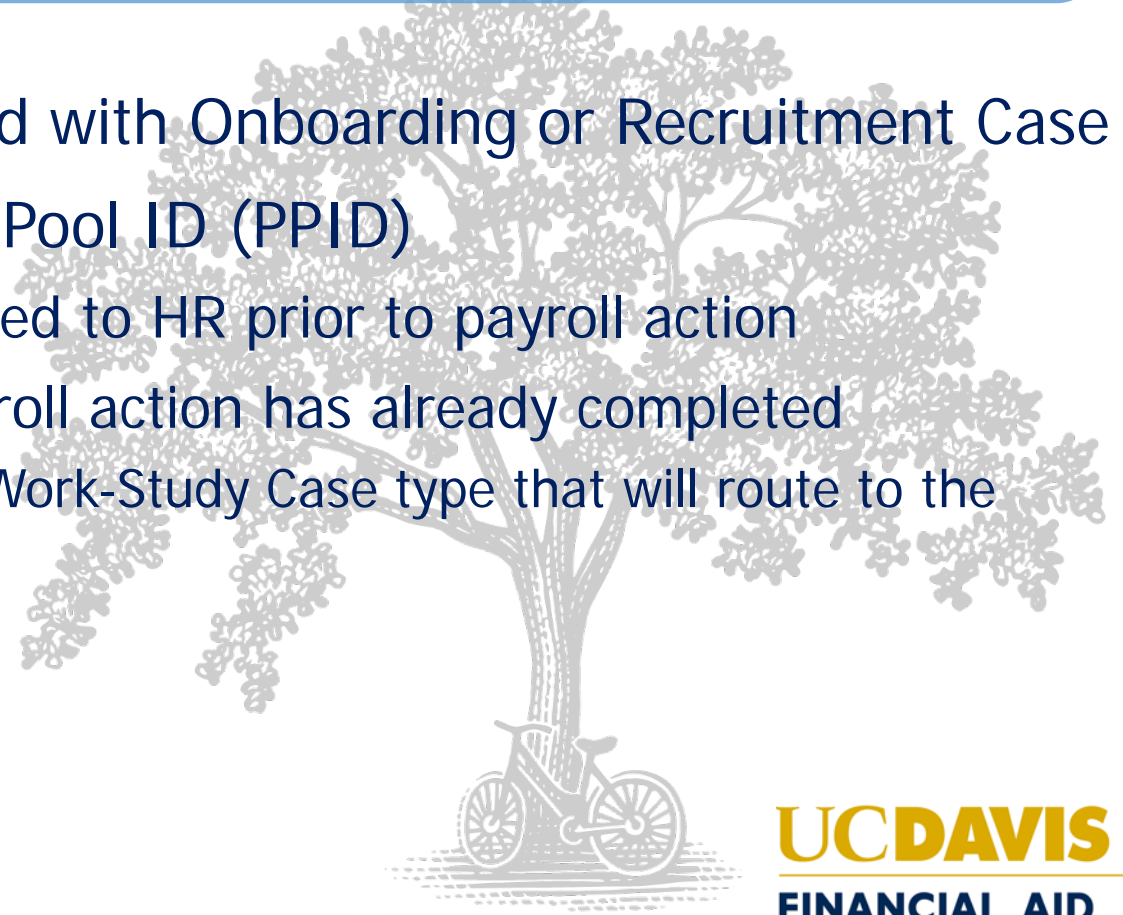 d with Onboarding or Recruitment Case
Pool ID (PPID)
ed to HR prior to payroll action
roll action has already completed
Work-Study Case type that will route to the
UCDAVIS
FINANCIAL AID